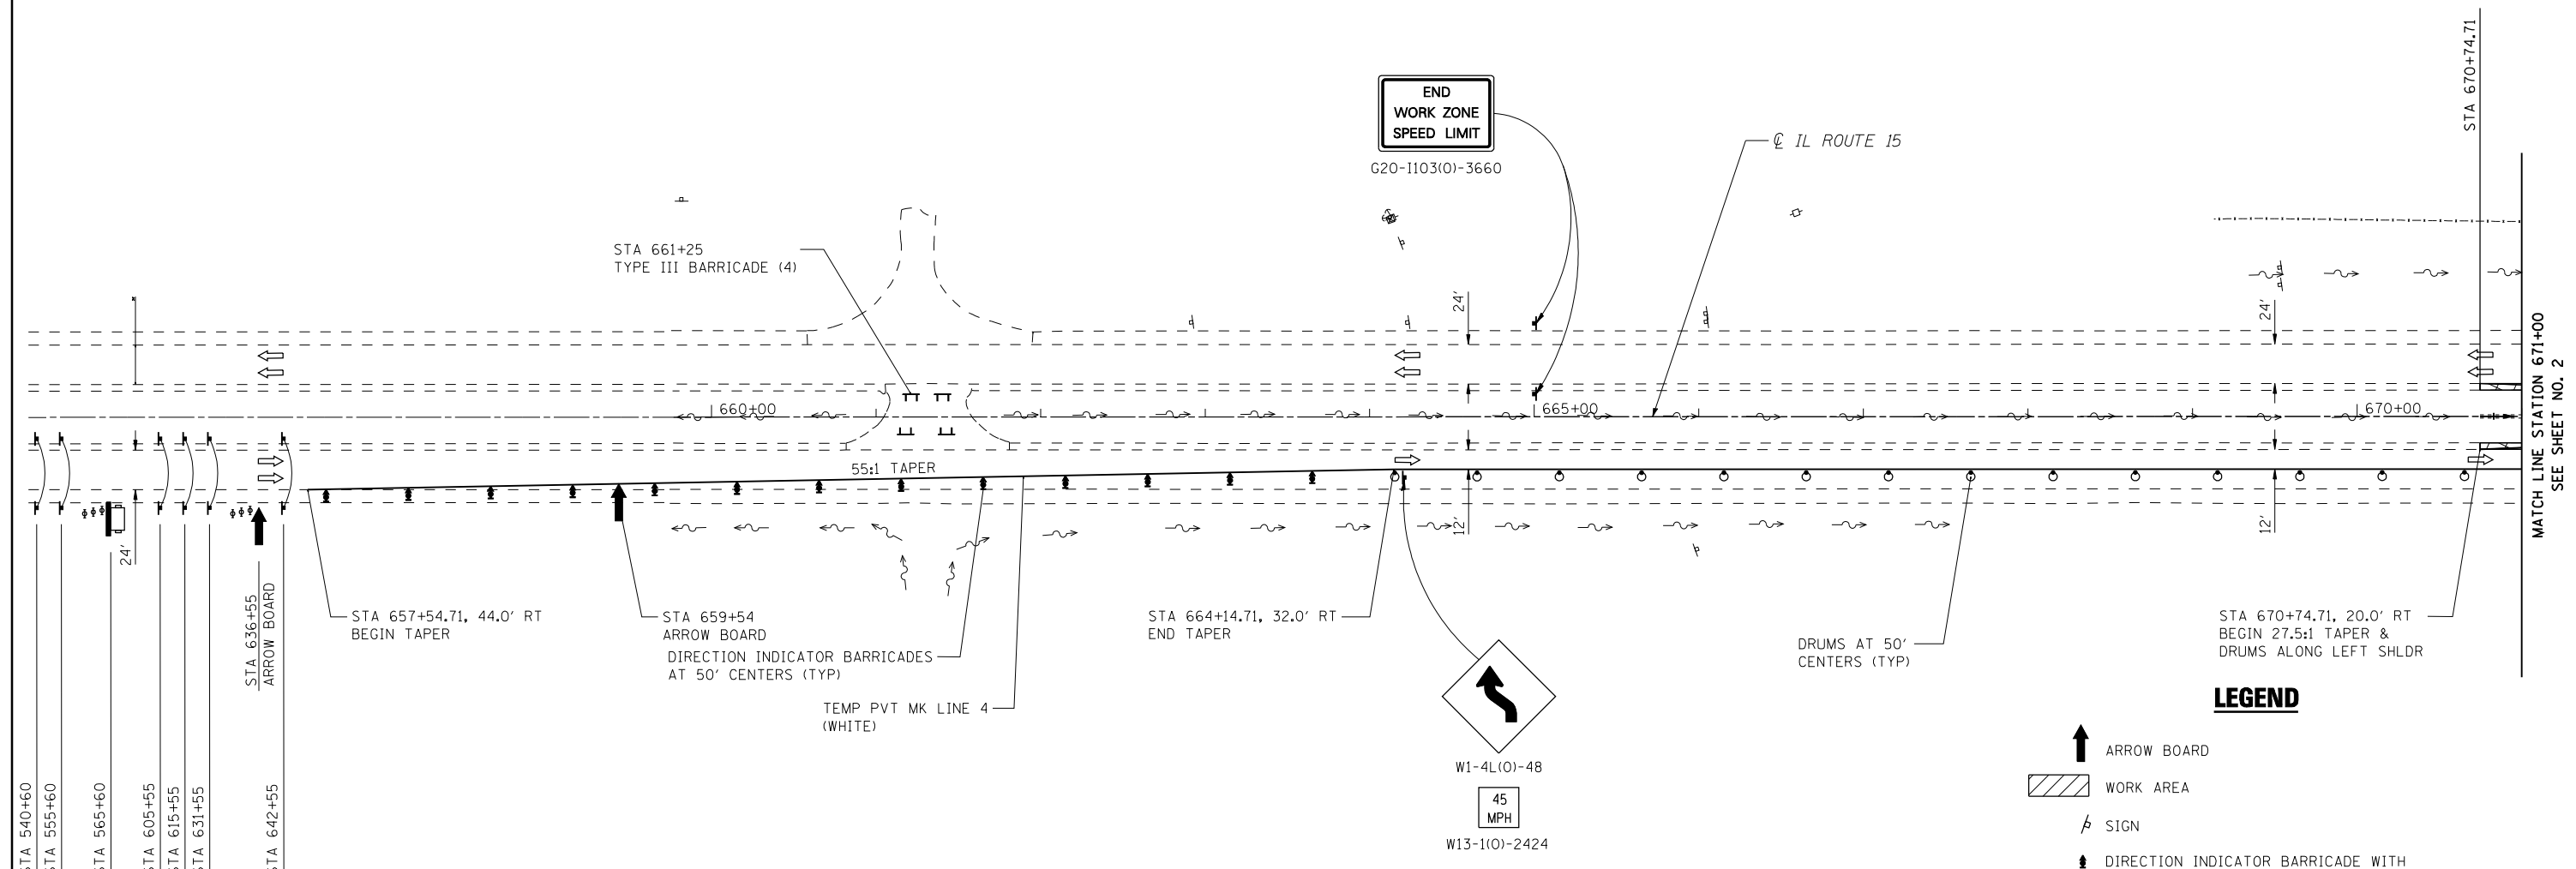 STA 670+74.71
END
WORK ZONE
SPEED LIMIT
G20-I103(O)-3660
℄ IL ROUTE 15
STA 661+25
TYPE III BARRICADE (4)
24'
24'
660+00
665+00
670+00
MATCH LINE STATION 671+00
SEE SHEET NO. 2
55:1 TAPER
24'
12'
12'
STA 636+55
ARROW BOARD
STA 657+54.71, 44.0' RT
BEGIN TAPER
STA 659+54
ARROW BOARD
DIRECTION INDICATOR BARRICADES
AT 50' CENTERS (TYP)
TEMP PVT MK LINE 4
(WHITE)
STA 664+14.71, 32.0' RT
END TAPER
DRUMS AT 50'
CENTERS (TYP)
STA 670+74.71, 20.0' RT
BEGIN 27.5:1 TAPER &
DRUMS ALONG LEFT SHLDR
W1-4L(O)-48
45
MPH
W13-1(O)-2424
STA 540+60
STA 555+60
STA 565+60
STA 605+55
STA 615+55
STA 631+55
STA 642+55
LEGEND
ARROW BOARD
WORK AREA
SIGN
DIRECTION INDICATOR BARRICADE WITH